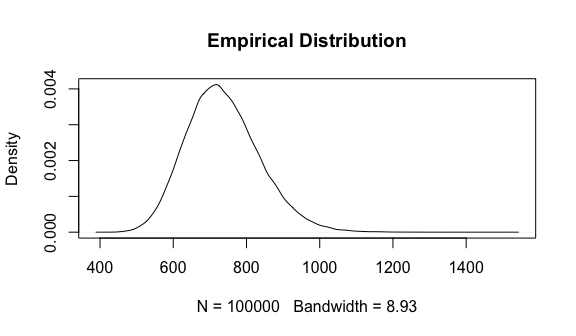 Empirical Distribution
0.004
0.002
0.000
Density
400 600 800 1000 1200 1400
N = 100000 Bandwidth = 8.93